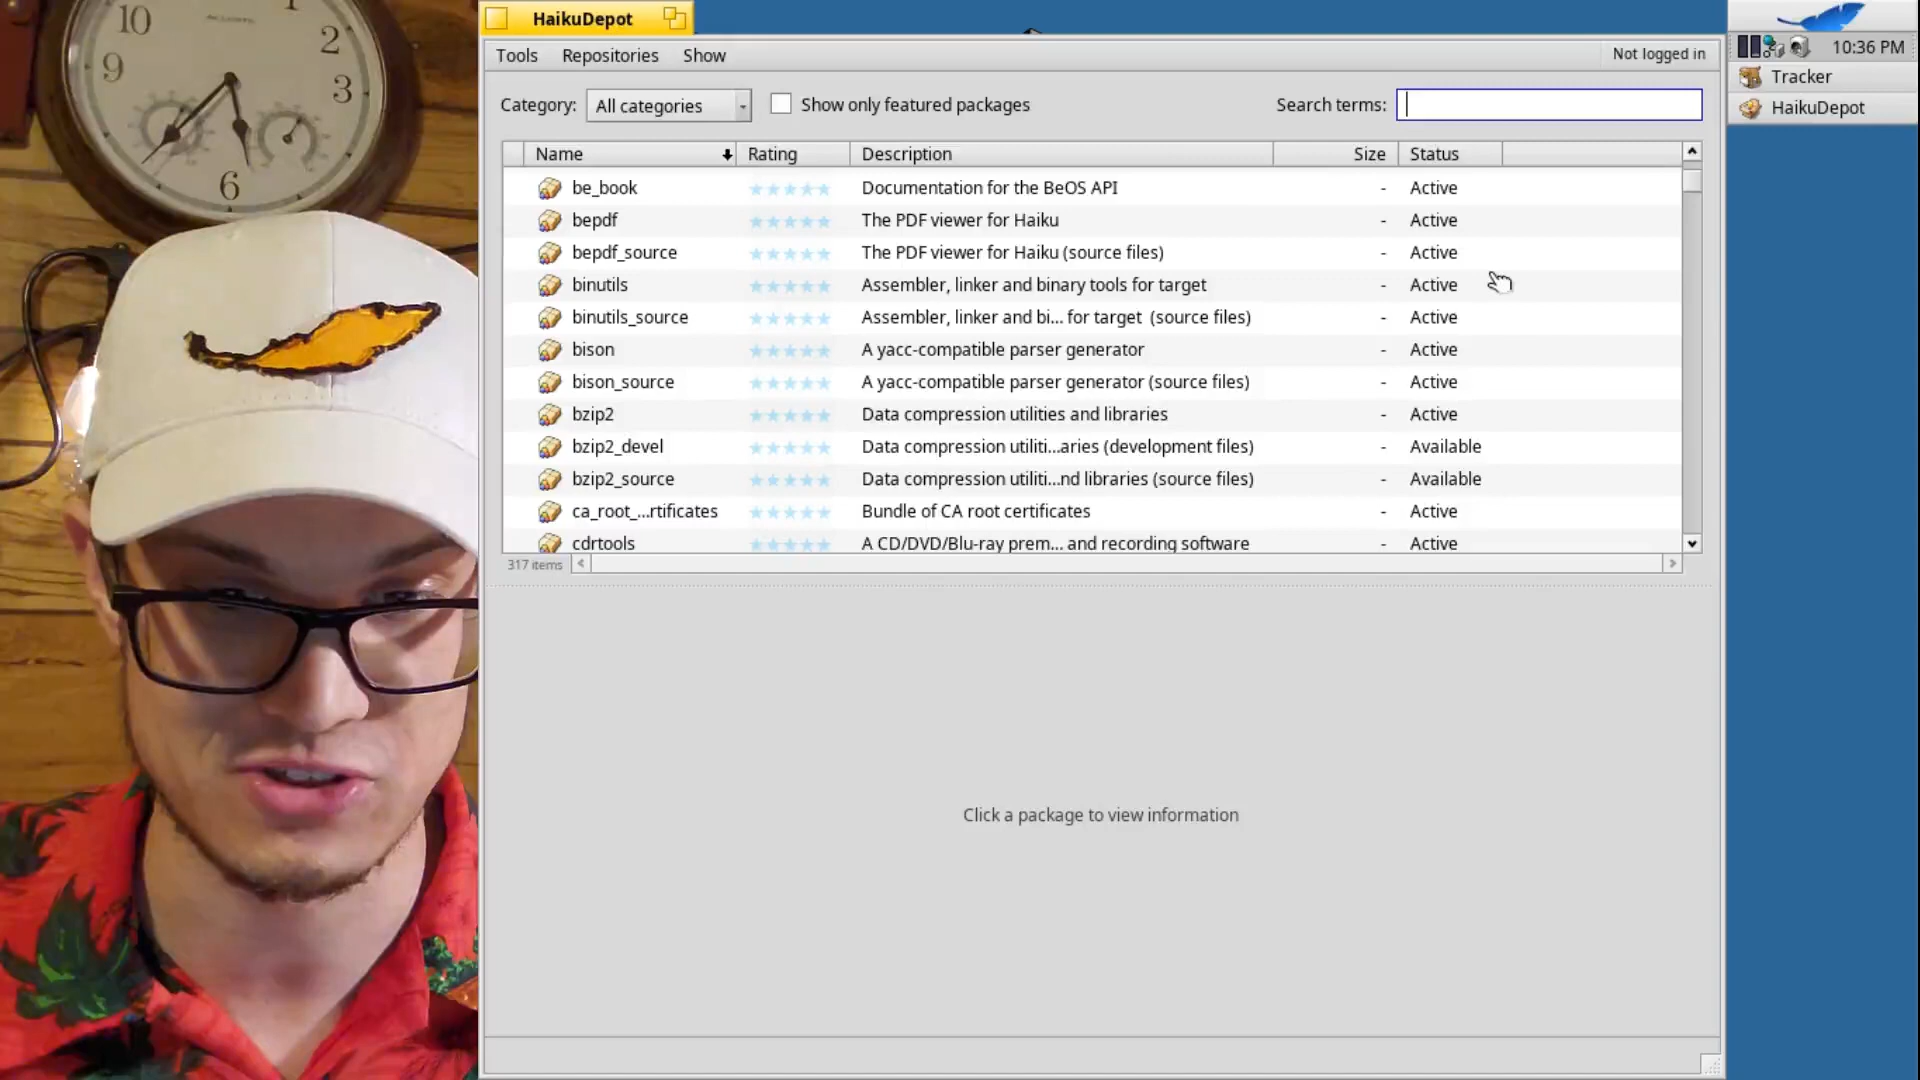 10
1
2
3
9
6
HaikuDepot
Tools Repositories Show
Not logged in
10:36 PM
Tracker
HaikuDepot
Category: All categories Show only featured packages Search terms:
Name Rating Description Size Status
be_book Documentation for the BeOS API - Active
bepdf The PDF viewer for Haiku - Active
bepdf_source The PDF viewer for Haiku (source files) - Active
binutils Assembler, linker and binary tools for target - Active
binutils_source Assembler, linker and bi... for target (source files) - Active
bison A yacc-compatible parser generator - Active
bison_source A yacc-compatible parser generator (source files) - Active
bzip2 Data compression utilities and libraries - Active
bzip2_devel Data compression utiliti...aries (development files) - Available
bzip2_source Data compression utiliti...nd libraries (source files) - Available
ca_root_...rtificates Bundle of CA root certificates - Active
cdrtools A CD/DVD/Blu-ray prem... and recording software - Active
317 items
Click a package to view information